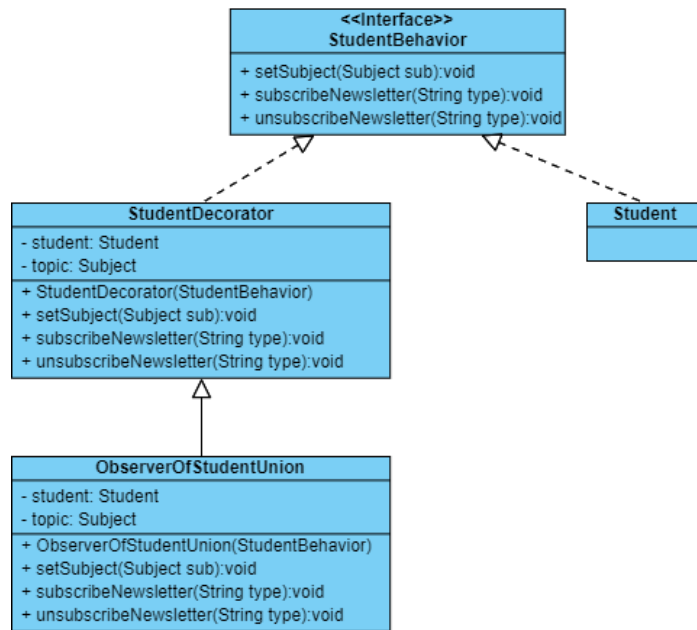 <<Interface>>
StudentBehavior
+ setSubject(Subject sub):void
+ subscribeNewsletter(String type):void
+ unsubscribeNewsletter(String type):void
StudentDecorator
- student: Student
- topic: Subject
+ StudentDecorator(StudentBehavior)
+ setSubject(Subject sub):void
+ subscribeNewsletter(String type):void
+ unsubscribeNewsletter(String type):void
Student
ObserverOfStudentUnion
- student: Student
- topic: Subject
+ ObserverOfStudentUnion(StudentBehavior)
+ setSubject(Subject sub):void
+ subscribeNewsletter(String type):void
+ unsubscribeNewsletter(String type):void